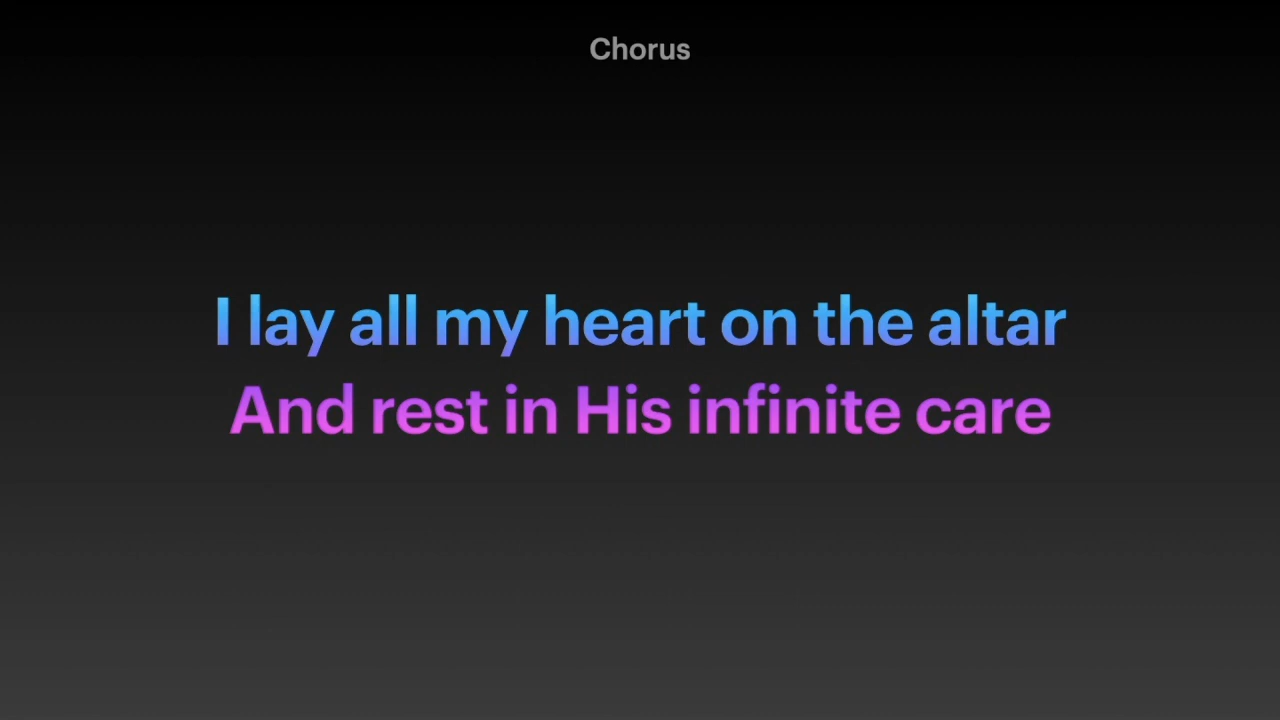 Chorus
I lay all my heart on the altar
And rest in His infinite care